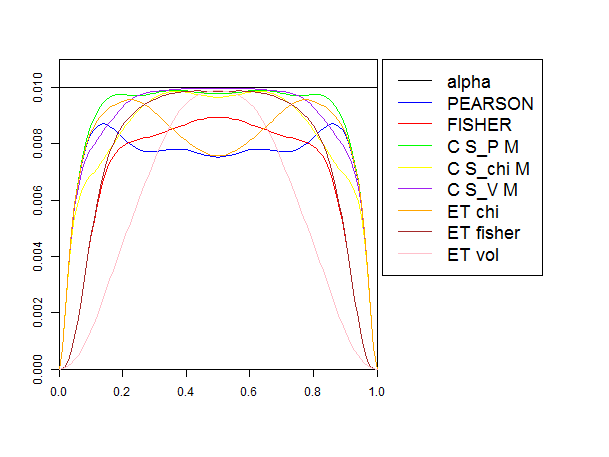 0.010
0.008
0.006
0.004
0.002
0.000
0.0 0.2 0.4 0.6 0.8 1.0
alpha
PEARSON
FISHER
C S_P M
C S_chi M
C S_V M
ET chi
ET fisher
ET vol